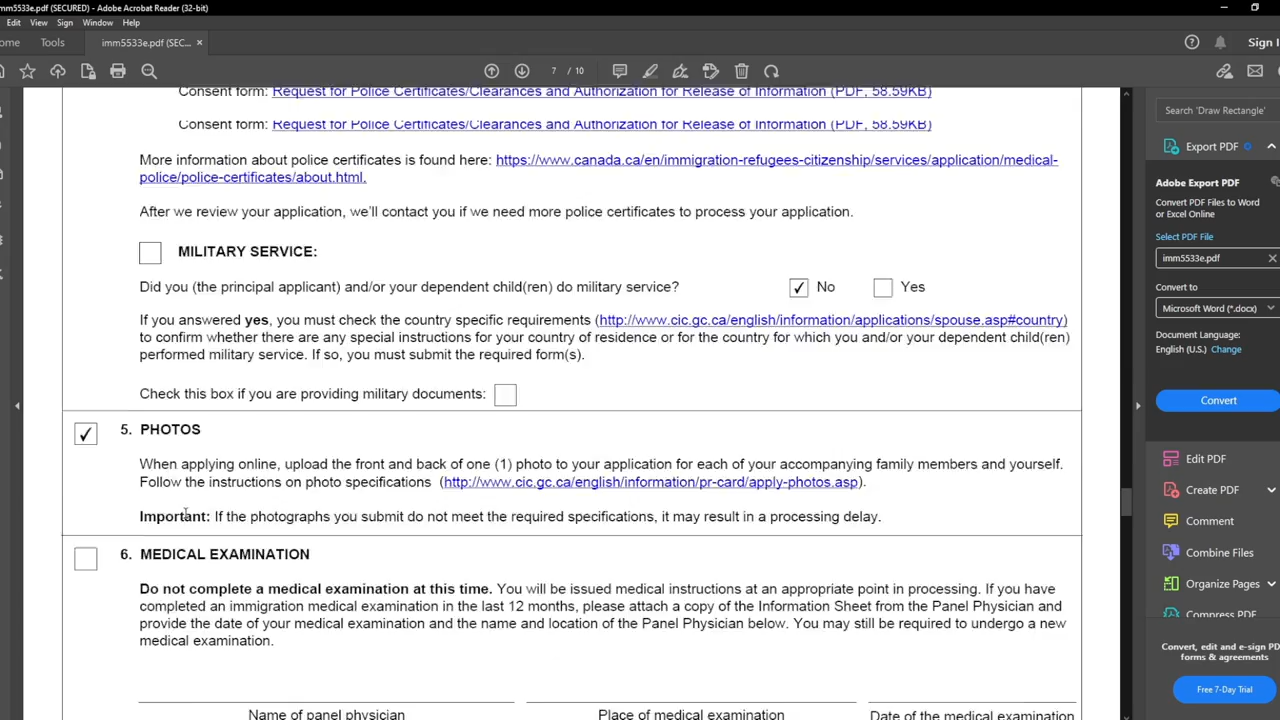 imm5533e.pdf (SECURED) - Adobe Acrobat Reader (32-bit)
Edit View Sign Window Help
Tools imm5533e.pdf (SEC... × Sign I
7 / 10
Consent form: Request for Police Certificates/Clearances and Authorization for Release of Information (PDF, 58.59KB)
Consent form: Request for Police Certificates/Clearances and Authorization for Release of Information (PDF, 58.59KB)
More information about police certificates is found here: https://www.canada.ca/en/immigration-refugees-citizenship/services/application/medical-
police/police-certificates/about.html.
After we review your application, we'll contact you if we need more police certificates to process your application.
MILITARY SERVICE:
Did you (the principal applicant) and/or your dependent child(ren) do military service? No Yes
If you answered yes, you must check the country specific requirements (http://www.cic.gc.ca/english/information/applications/spouse.asp#country)
to confirm whether there are any special instructions for your country of residence or for the country for which you and/or your dependent child(ren)
performed military service. If so, you must submit the required form(s).
Check this box if you are providing military documents:
5. PHOTOS
When applying online, upload the front and back of one (1) photo to your application for each of your accompanying family members and yourself.
Follow the instructions on photo specifications (http://www.cic.gc.ca/english/information/pr-card/apply-photos.asp).
Important: If the photographs you submit do not meet the required specifications, it may result in a processing delay.
6. MEDICAL EXAMINATION
Do not complete a medical examination at this time. You will be issued medical instructions at an appropriate point in processing. If you have
completed an immigration medical examination in the last 12 months, please attach a copy of the Information Sheet from the Panel Physician and
provide the date of your medical examination and the name and location of the Panel Physician below. You may still be required to undergo a new
medical examination.
Name of panel physician Place of medical examination Date of the medical examination
Search 'Draw Rectangle'
Export PDF
Adobe Export PDF
Convert PDF Files to Word
or Excel Online
Select PDF File
imm5533e.pdf
Convert to
Microsoft Word (*.docx)
Document Language:
English (U.S.) Change
Convert
Edit PDF
Create PDF
Comment
Combine Files
Organize Pages
Compress PDF
Convert, edit and e-sign PD
forms & agreements
Free 7-Day Trial